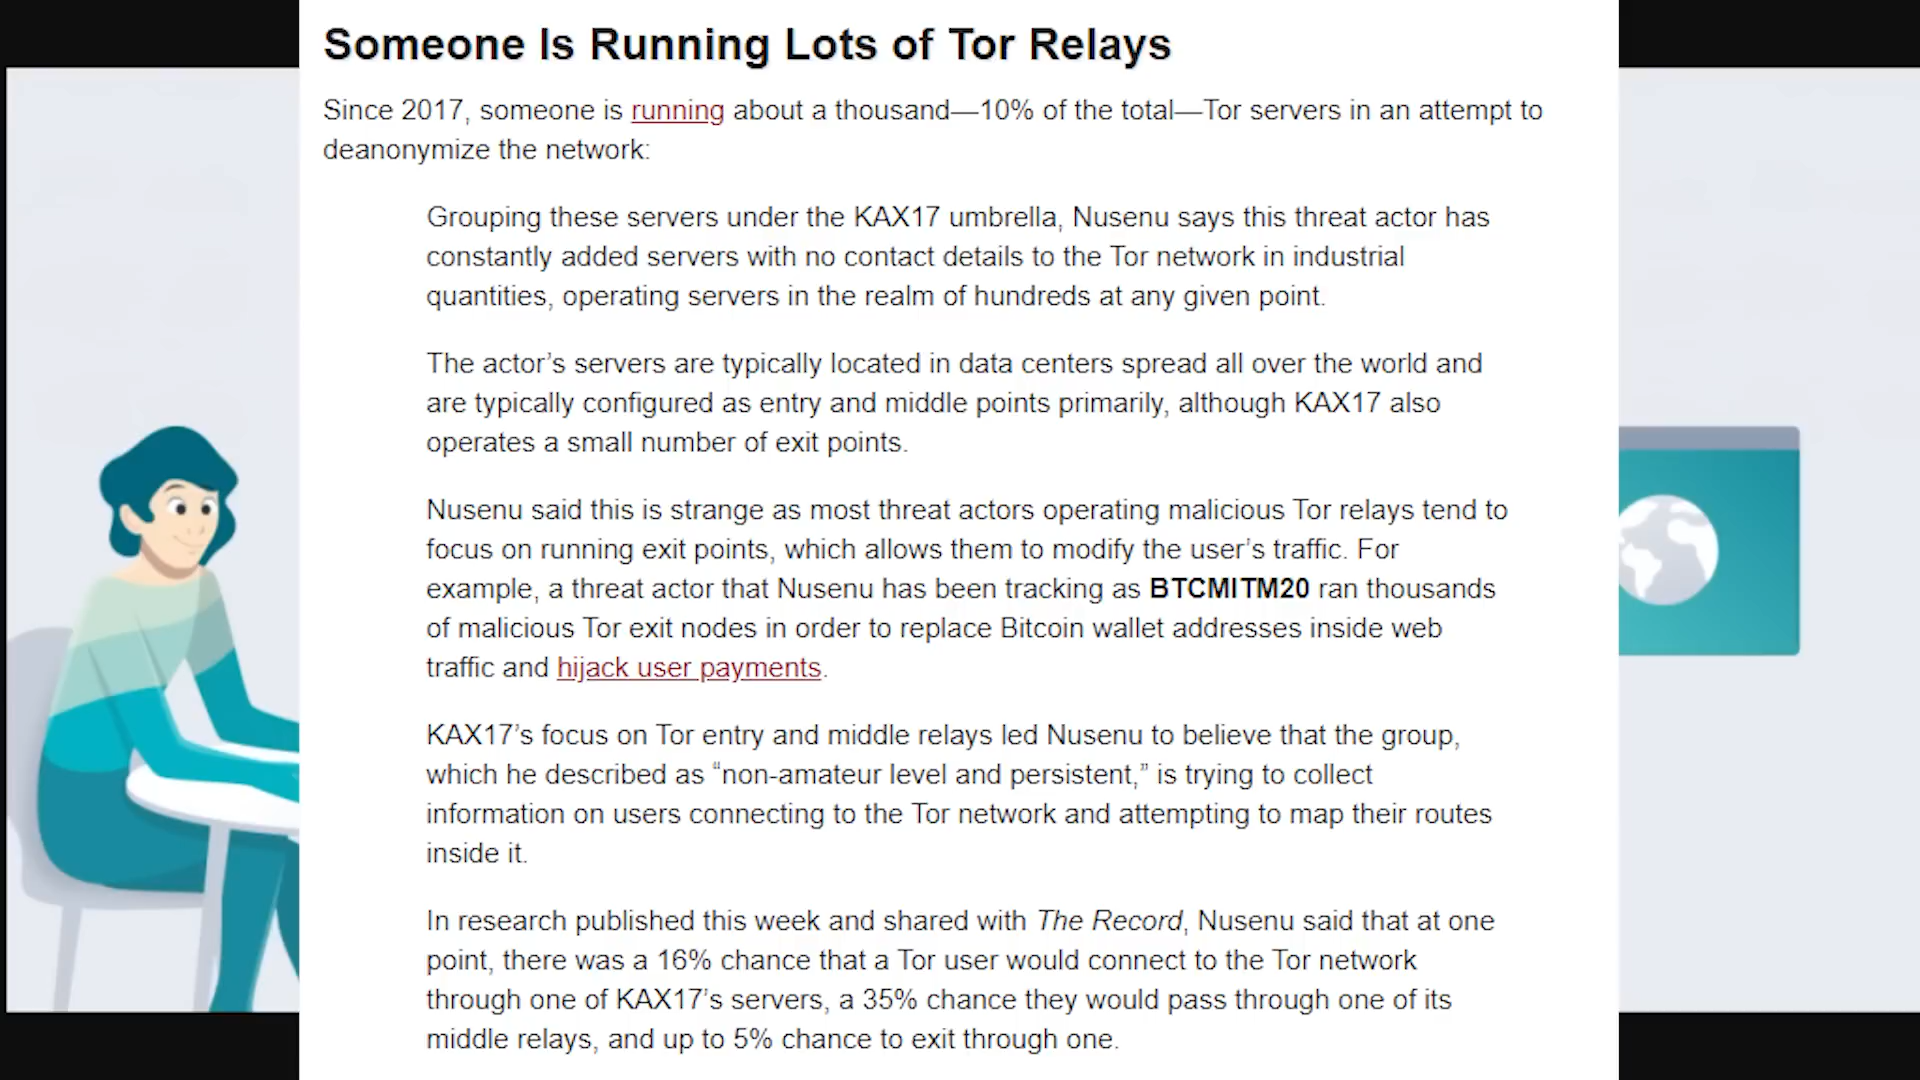 Someone Is Running Lots of Tor Relays
Since 2017, someone is running about a thousand—10% of the total—Tor servers in an attempt to
deanonymize the network:
Grouping these servers under the KAX17 umbrella, Nusenu says this threat actor has
constantly added servers with no contact details to the Tor network in industrial
quantities, operating servers in the realm of hundreds at any given point.
The actor’s servers are typically located in data centers spread all over the world and
are typically configured as entry and middle points primarily, although KAX17 also
operates a small number of exit points.
Nusenu said this is strange as most threat actors operating malicious Tor relays tend to
focus on running exit points, which allows them to modify the user’s traffic. For
example, a threat actor that Nusenu has been tracking as BTCMITM20 ran thousands
of malicious Tor exit nodes in order to replace Bitcoin wallet addresses inside web
traffic and hijack user payments.
KAX17’s focus on Tor entry and middle relays led Nusenu to believe that the group,
which he described as “non-amateur level and persistent,” is trying to collect
information on users connecting to the Tor network and attempting to map their routes
inside it.
In research published this week and shared with The Record, Nusenu said that at one
point, there was a 16% chance that a Tor user would connect to the Tor network
through one of KAX17’s servers, a 35% chance they would pass through one of its
middle relays, and up to 5% chance to exit through one.